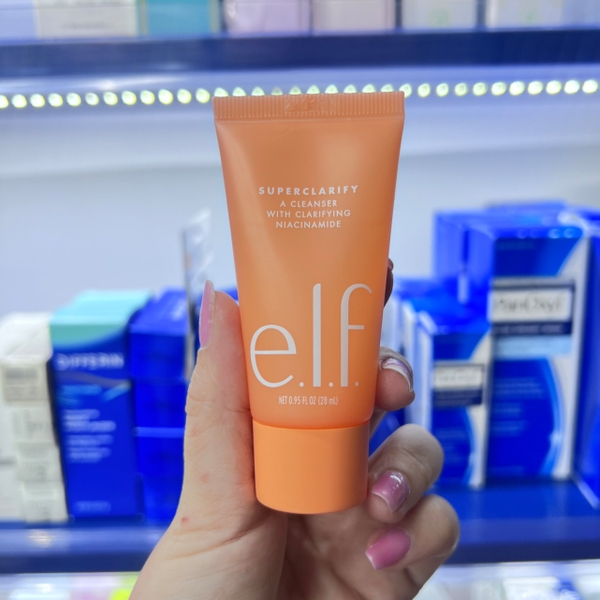 SUPERCLARIFY
A CLEANSER
WITH CLARIFYING
NIACINAMIDE
e.l.f.
NET 0.95 FL OZ (28 mL)
DIFFERIN
PanOxyl